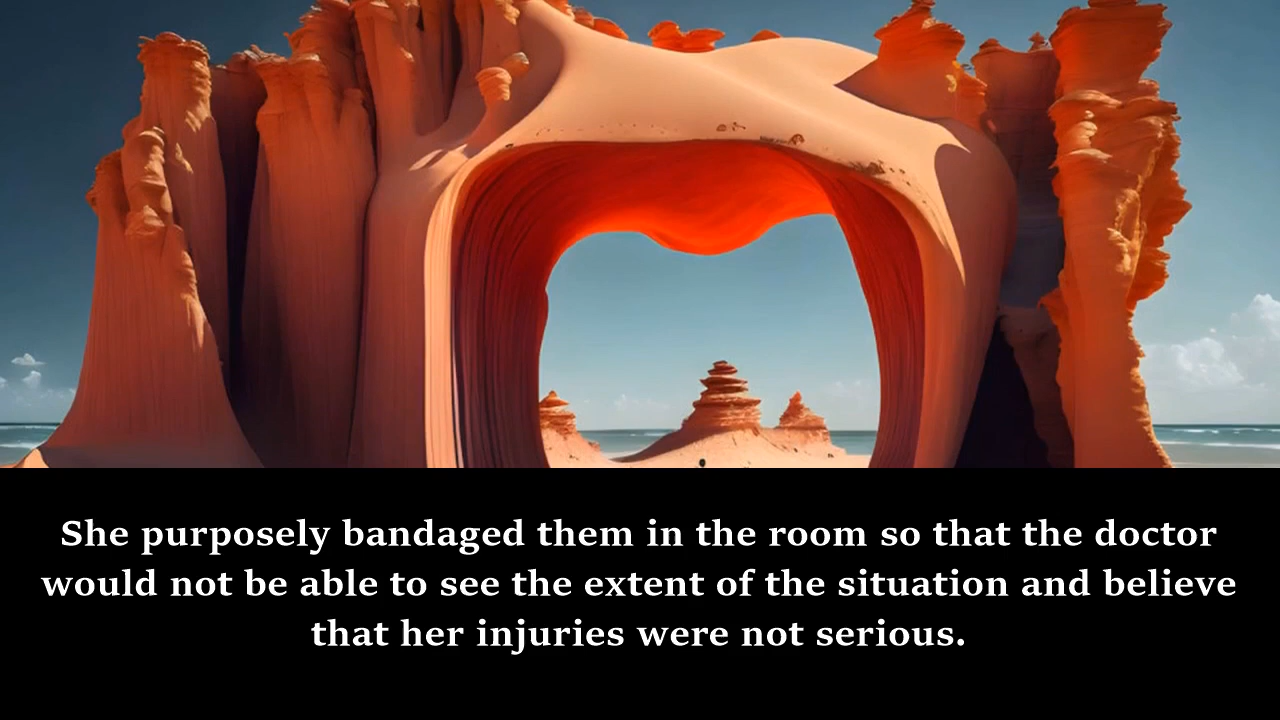 She purposely bandaged them in the room so that the doctor
would not be able to see the extent of the situation and believe
that her injuries were not serious.